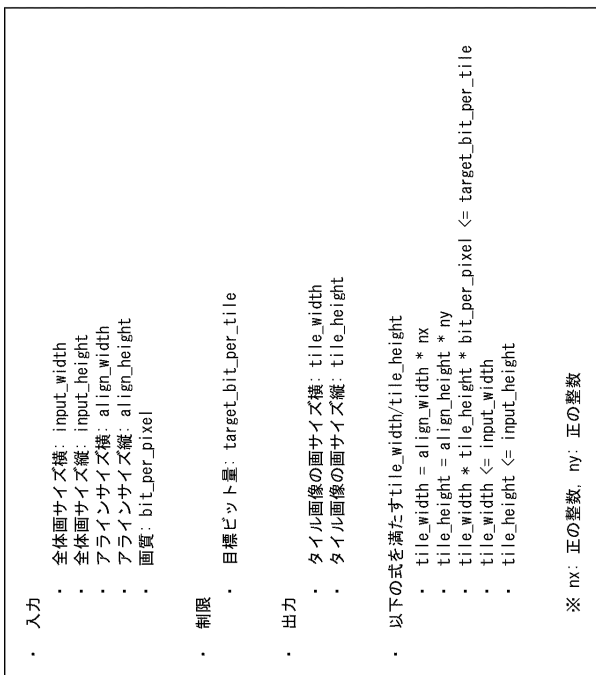 ・ 入力
・ 全体画サイズ横: input_width
・ 全体画サイズ縦: input_height
・ アラインサイズ横: align_width
・ アラインサイズ縦: align_height
・ 画質: bit_per_pixel
・ 制限
・ 目標ビット量: target_bit_per_tile
・ 出力
・ タイル画像の画サイズ横: tile_width
・ タイル画像の画サイズ縦: tile_height
・ 以下の式を満たすtile_width/tile_height
・ tile_width = align_width * nx
・ tile_height = align_height * ny
・ tile_width * tile_height * bit_per_pixel <= target_bit_per_tile
・ tile_width <= input_width
・ tile_height <= input_height
※ nx: 正の整数, ny: 正の整数